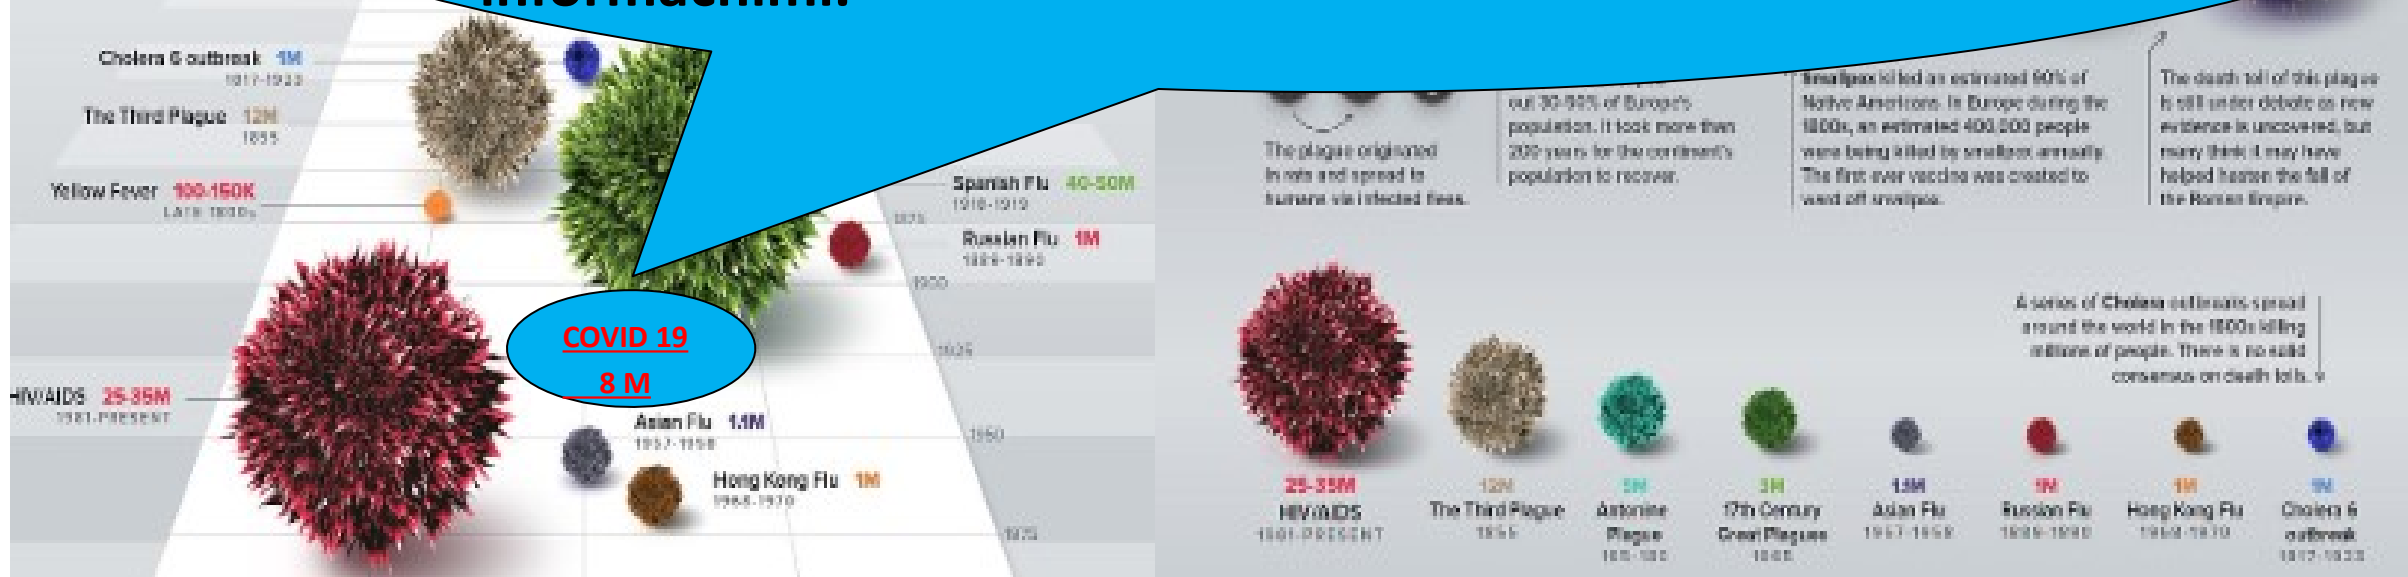 Cholera 6 outbreak 1M
1817-1923
The Third Plague 12M
1855
Yellow Fever 100-150K
LATE 1800s
Spanish Flu 40-50M
1918-1919
1875
Russian Flu 1M
1889-1890
1900
COVID 19
8 M
1925
HIV/AIDS 25-35M
1981-PRESENT
Asian Flu 1.1M
1957-1958
1950
Hong Kong Flu 1M
1968-1970
1975
The plague originated
in rats and spread to
humans via infected fleas.
out 30-50% of Europe's
population. It took more than
200 years for the continent's
population to recover.
Smallpox killed an estimated 90% of
Native Americans. In Europe during the
1800s, an estimated 400,000 people
were being killed by smallpox annually.
The first ever vaccine was created to
ward off smallpox.
The death toll of this plague
is still under debate as new
evidence is uncovered, but
many think it may have
helped hasten the fall of
the Roman Empire.
A series of Cholera outbreaks spread
around the world in the 1800s killing
millions of people. There is no solid
consensus on death tolls.
25-35M
HIV/AIDS
1981-PRESENT
12M
The Third Plague
1855
5M
Antonine
Plague
165-180
3M
17th Century
Great Plagues
1600
1.1M
Asian Flu
1957-1958
1M
Russian Flu
1889-1890
1M
Hong Kong Flu
1968-1970
1M
Cholera 6
outbreak
1817-1923